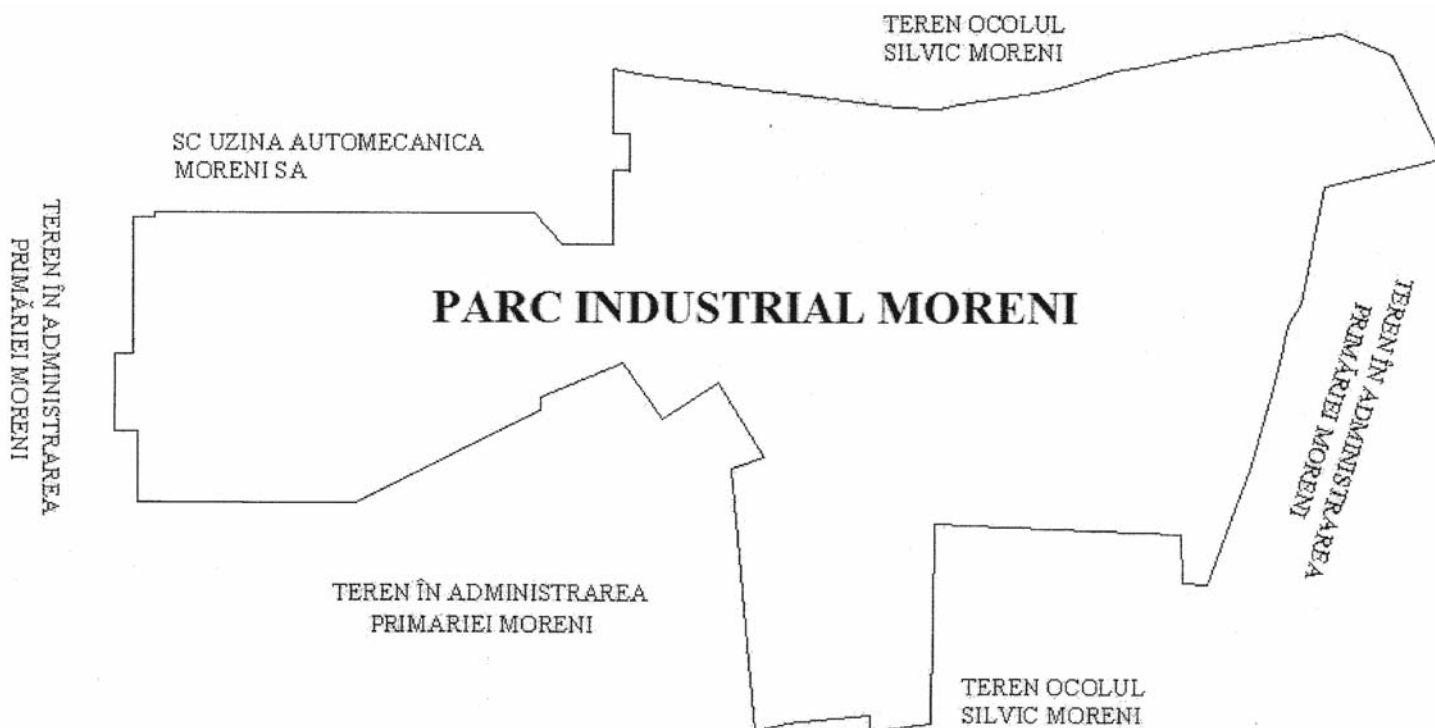 TEREN OCOLUL
SILVIC MORENI
SC UZINA AUTOMECANICA
MORENI SA
TEREN ÎN ADMINISTRAREA
PRIMĂRIEI MORENI
PARC INDUSTRIAL MORENI
TEREN ÎN ADMINISTRAREA
PRIMĂRIEI MORENI
TEREN ÎN ADMINISTRAREA
PRIMARIEI MORENI
TEREN OCOLUL
SILVIC MORENI